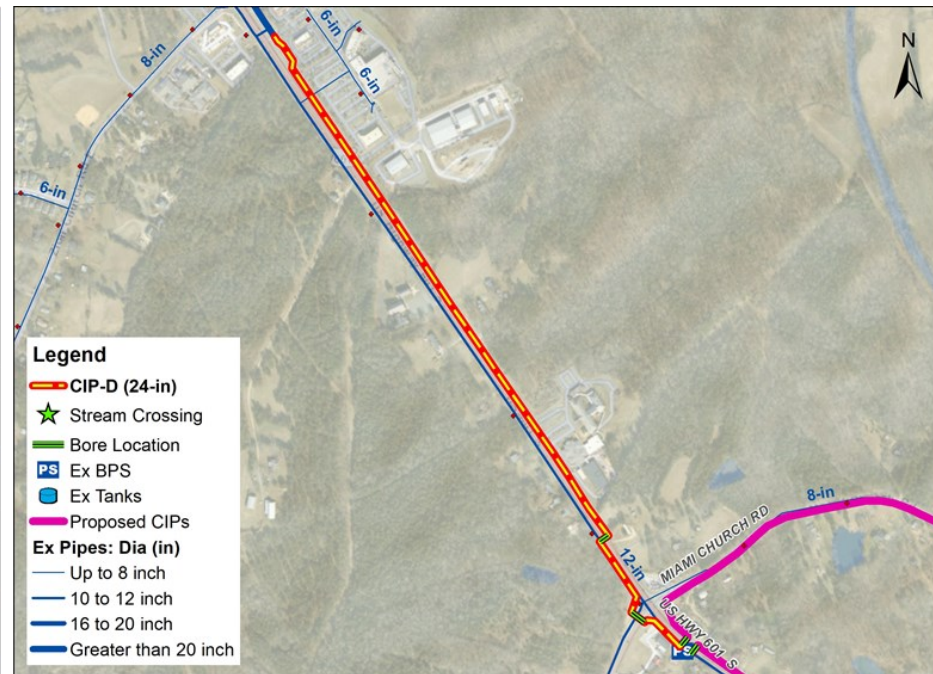 6-in
8-in
6-in
N
6-in
Legend
CIP-D (24-in)
Stream Crossing
Bore Location
PS Ex BPS
Ex Tanks
Proposed CIPs
Ex Pipes: Dia (in)
Up to 8 inch
10 to 12 inch
16 to 20 inch
Greater than 20 inch
8-in
MIAMI CHURCH RD
12-in
US HWY 601 S
PS